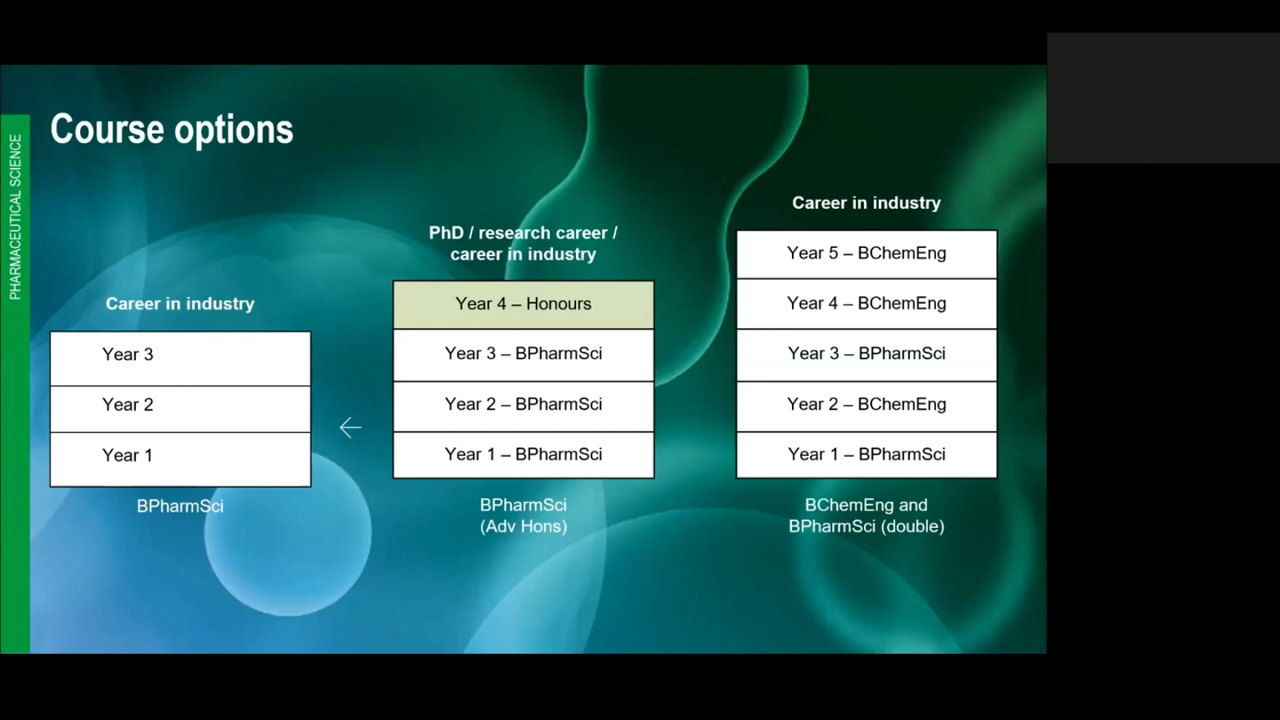 Course options
PHARMACEUTICAL SCIENCE
Career in industry
Year 3
Year 2
Year 1
BPharmSci
PhD / research career /
career in industry
Year 4 – Honours
Year 3 – BPharmSci
Year 2 – BPharmSci
Year 1 – BPharmSci
BPharmSci
(Adv Hons)
Career in industry
Year 5 – BChemEng
Year 4 – BChemEng
Year 3 – BPharmSci
Year 2 – BChemEng
Year 1 – BPharmSci
BChemEng and
BPharmSci (double)